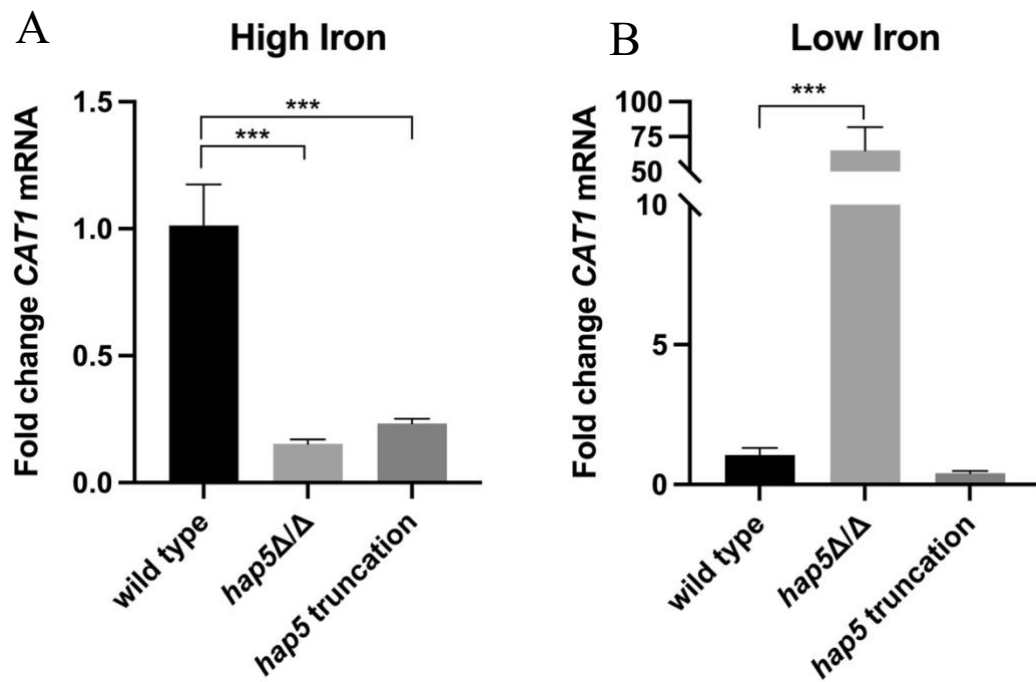 A
High Iron
Fold change CAT1 mRNA
1.5
1.0
0.5
0.0
***
***
wild type
hap5Δ/Δ
hap5 truncation
B
Low Iron
Fold change CAT1 mRNA
100
75
50
10
5
0
***
wild type
hap5Δ/Δ
hap5 truncation